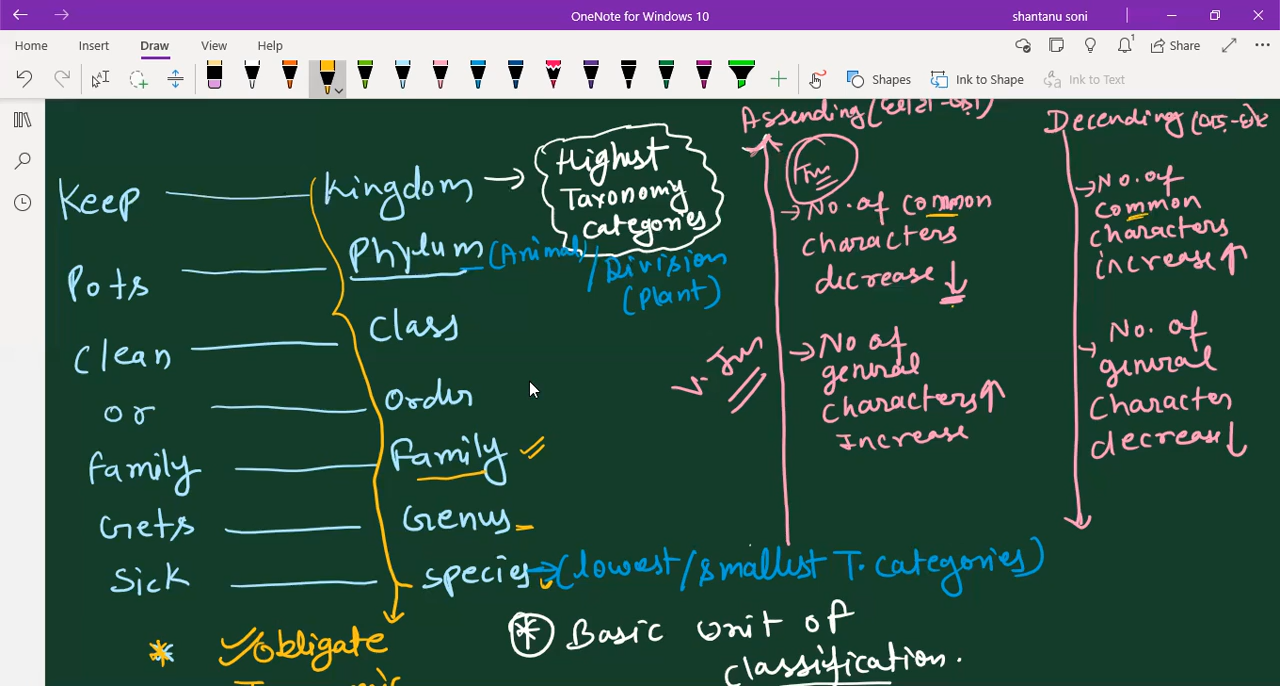 OneNote for Windows 10
shantanu soni
Home
Insert
Draw
View
Help
Share
Shapes
Ink to Shape
Ink to Text
Keep
Kingdom
Highest
Taxonomy
categories
Pots
Phylum (Animal) / Division
(Plant)
Clean
Class
or
order
family
Family
Gets
Genus
Sick
species (lowest/smallest T. categories)
* Obligate
* Basic unit of
classification.
Assending
Imp
No. of common
characters
decrease ↓
V. Imp
No of
general
characters ↑
Increase
Decending
No. of
common
characters
increase ↑
No. of
general
Character
decrease ↓